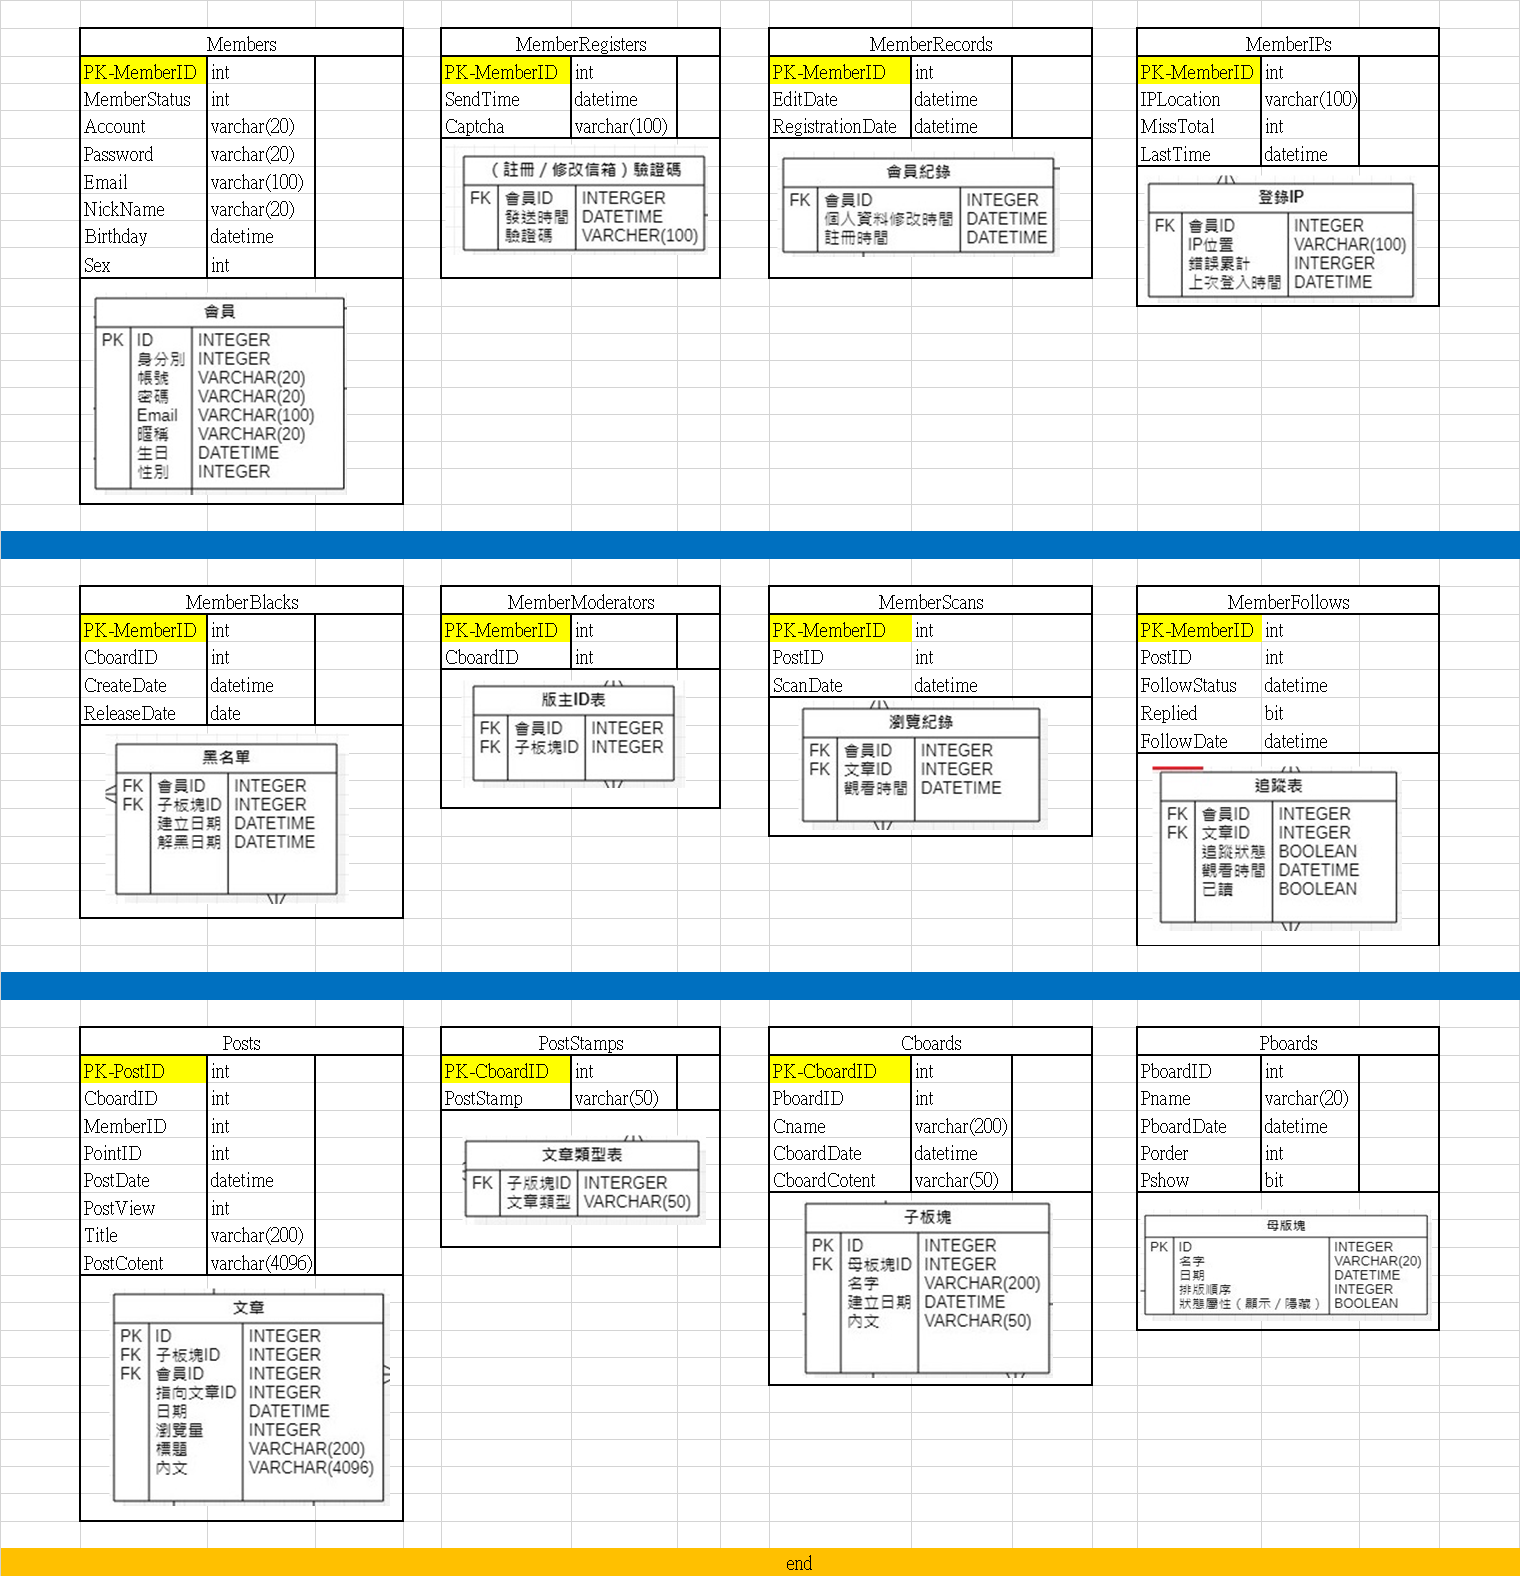 Members
PK-MemberID int
MemberStatus int
Account varchar(20)
Password varchar(20)
Email varchar(100)
NickName varchar(20)
Birthday datetime
Sex int
會員
PK ID INTEGER
身分別 INTEGER
帳號 VARCHAR(20)
密碼 VARCHAR(20)
Email VARCHAR(100)
暱稱 VARCHAR(20)
生日 DATETIME
性別 INTEGER
MemberRegisters
PK-MemberID int
SendTime datetime
Captcha varchar(100)
（註冊／修改信箱）驗證碼
FK 會員ID INTERGER
發送時間 DATETIME
驗證碼 VARCHER(100)
MemberRecords
PK-MemberID int
EditDate datetime
RegistrationDate datetime
會員紀錄
FK 會員ID INTEGER
個人資料修改時間 DATETIME
註冊時間 DATETIME
MemberIPs
PK-MemberID int
IPLocation varchar(100)
MissTotal int
LastTime datetime
登錄IP
FK 會員ID INTEGER
IP位置 VARCHAR(100)
錯誤累計 INTERGER
上次登入時間 DATETIME
MemberBlacks
PK-MemberID int
CboardID int
CreateDate datetime
ReleaseDate date
黑名單
FK 會員ID INTEGER
FK 子板塊ID INTEGER
建立日期 DATETIME
解黑日期 DATETIME
MemberModerators
PK-MemberID int
CboardID int
版主ID表
FK 會員ID INTEGER
FK 子板塊ID INTEGER
MemberScans
PK-MemberID int
PostID int
ScanDate datetime
瀏覽紀錄
FK 會員ID INTEGER
FK 文章ID INTEGER
觀看時間 DATETIME
MemberFollows
PK-MemberID int
PostID int
FollowStatus datetime
Replied bit
FollowDate datetime
追蹤表
FK 會員ID INTEGER
FK 文章ID INTEGER
追蹤狀態 BOOLEAN
觀看時間 DATETIME
已讀 BOOLEAN
Posts
PK-PostID int
CboardID int
MemberID int
PointID int
PostDate datetime
PostView int
Title varchar(200)
PostCotent varchar(4096)
文章
PK ID INTEGER
FK 子板塊ID INTEGER
FK 會員ID INTEGER
指向文章ID INTEGER
日期 DATETIME
瀏覽量 INTEGER
標題 VARCHAR(200)
內文 VARCHAR(4096)
PostStamps
PK-CboardID int
PostStamp varchar(50)
文章類型表
FK 子版塊ID INTERGER
文章類型 VARCHAR(50)
Cboards
PK-CboardID int
PboardID int
Cname varchar(200)
CboardDate datetime
CboardCotent varchar(50)
子板塊
PK ID INTEGER
FK 母板塊ID INTEGER
名字 VARCHAR(200)
建立日期 DATETIME
內文 VARCHAR(50)
Pboards
PboardID int
Pname varchar(20)
PboardDate datetime
Porder int
Pshow bit
母版塊
PK ID INTEGER
名字 VARCHAR(20)
日期 DATETIME
排版順序 INTEGER
狀態屬性（顯示／隱藏） BOOLEAN
end